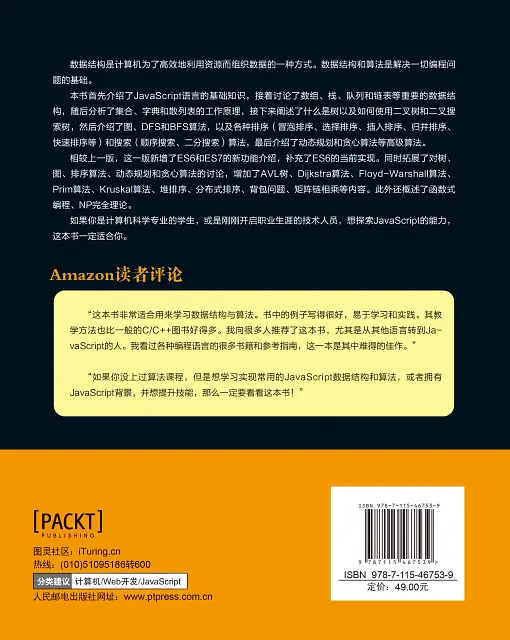 数据结构是计算机为了高效地利用资源而组织数据的一种方式。数据结构和算法是解决一切编程问
题的基础。
本书首先介绍了JavaScript语言的基础知识，接着讨论了数组、栈、队列和链表等重要的数据结
构，随后分析了集合、字典和散列表的工作原理，接下来阐述了什么是树以及如何使用二叉树和二叉搜
索树，然后介绍了图、DFS和BFS算法，以及各种排序（冒泡排序、选择排序、插入排序、归并排序、
快速排序等）和搜索（顺序搜索、二分搜索）算法，最后介绍了动态规划和贪心算法等高级算法。
相较上一版，这一版新增了ES6和ES7的新功能介绍，补充了ES6的当前实现。同时拓展了对树、
图、排序算法、动态规划和贪心算法的讨论，增加了AVL树、Dijkstra算法、Floyd-Warshall算法、
Prim算法、Kruskal算法、堆排序、分布式排序、背包问题、矩阵链相乘等内容。此外还概述了函数式
编程、NP完全理论。
如果你是计算机科学专业的学生，或是刚刚开启职业生涯的技术人员，想探索JavaScript的能力，
这本书一定适合你。
Amazon读者评论
“这本书非常适合用来学习数据结构与算法。书中的例子写得很好，易于学习和实践。其教
学方法也比一般的C/C++图书好得多。我向很多人推荐了这本书，尤其是从其他语言转到Ja-
vaScript的人。我看过各种编程语言的很多书籍和参考指南，这一本是其中难得的佳作。”
“如果你没上过算法课程，但是想学习实现常用的JavaScript数据结构和算法，或者拥有
JavaScript背景，并想提升技能，那么一定要看看这本书！”
[PACKT]
PUBLISHING
图灵社区：iTuring.cn
热线：(010)51095186转600
分类建议 计算机/Web开发/JavaScript
人民邮电出版社网址：www.ptpress.com.cn
ISBN 978-7-115-46753-9
9 787115 467539 >
ISBN 978-7-115-46753-9
定价：49.00元